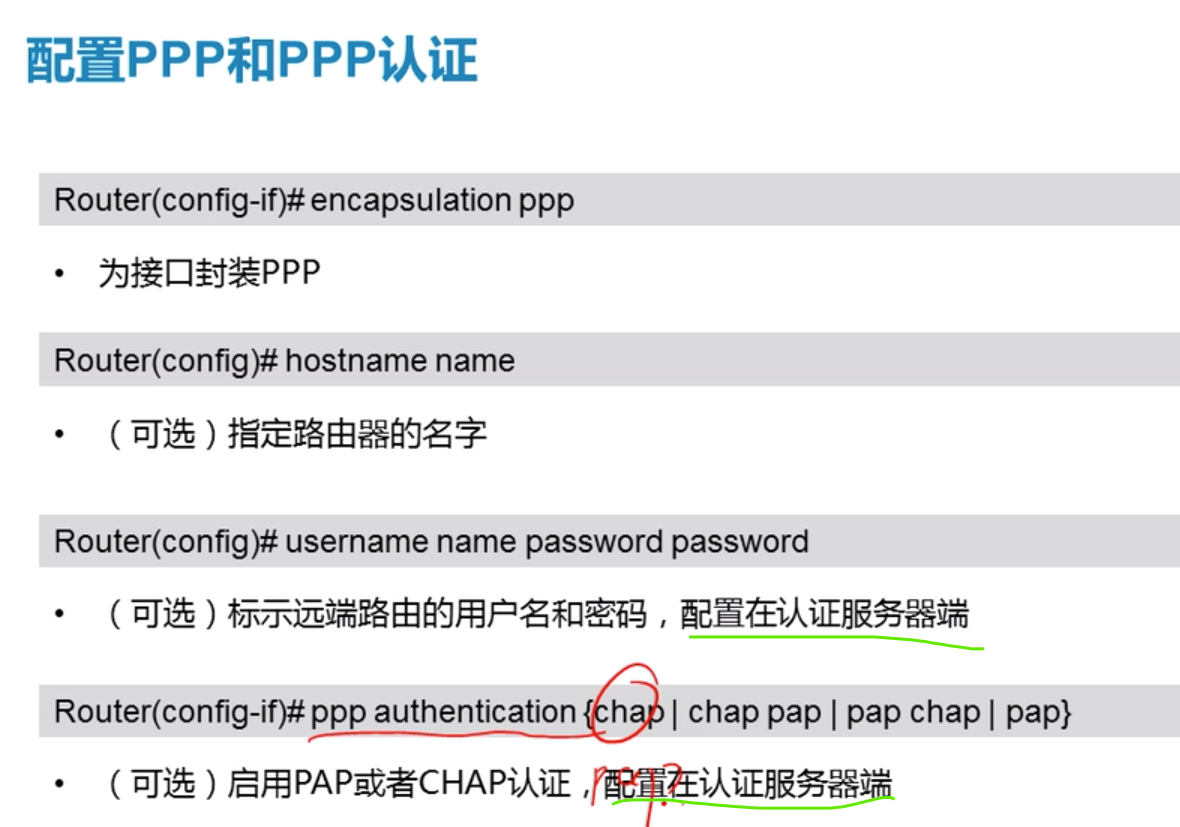 配置PPP和PPP认证
Router(config-if)# encapsulation ppp
• 为接口封装PPP
Router(config)# hostname name
• （可选）指定路由器的名字
Router(config)# username name password password
• （可选）标示远端路由的用户名和密码，配置在认证服务器端
Router(config-if)# ppp authentication {chap | chap pap | pap chap | pap}
• （可选）启用PAP或者CHAP认证，配置在认证服务器端